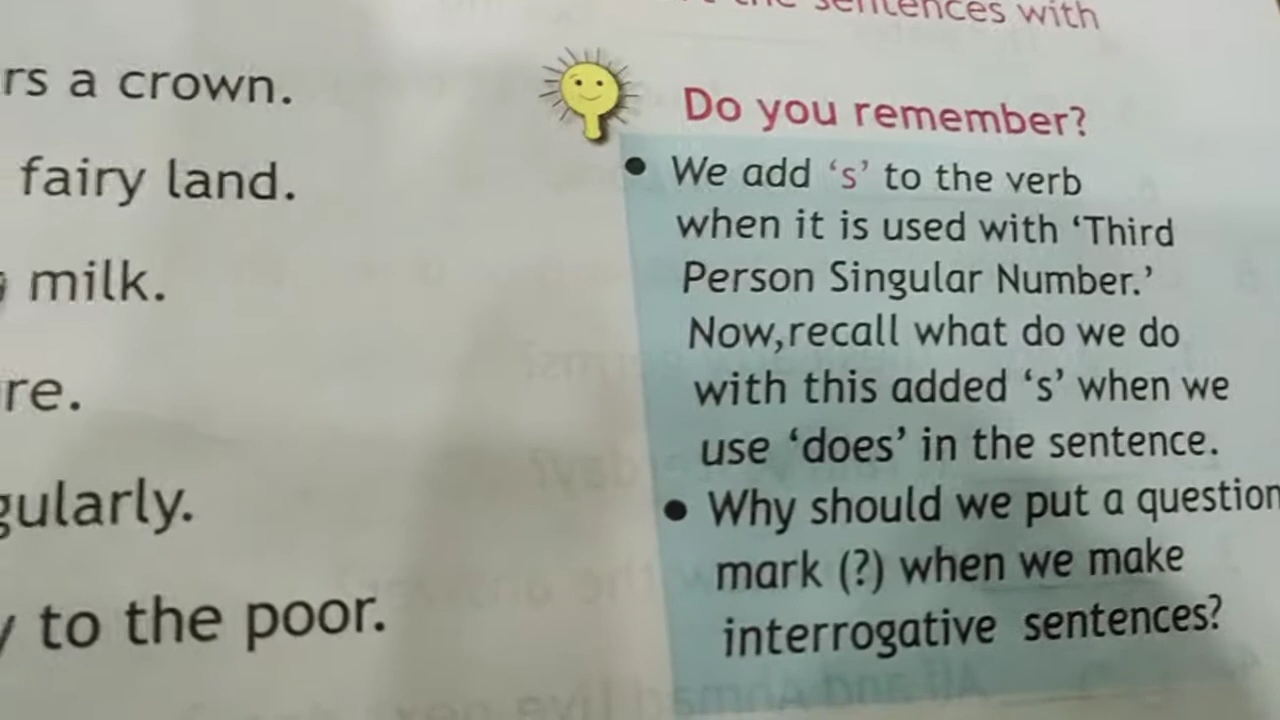 the sentences with
rs a crown.
fairy land.
milk.
re.
gularly.
to the poor.
Do you remember?
• We add ‘s’ to the verb
when it is used with ‘Third
Person Singular Number.’
Now,recall what do we do
with this added ‘s’ when we
use ‘does’ in the sentence.
• Why should we put a question
mark (?) when we make
interrogative sentences?